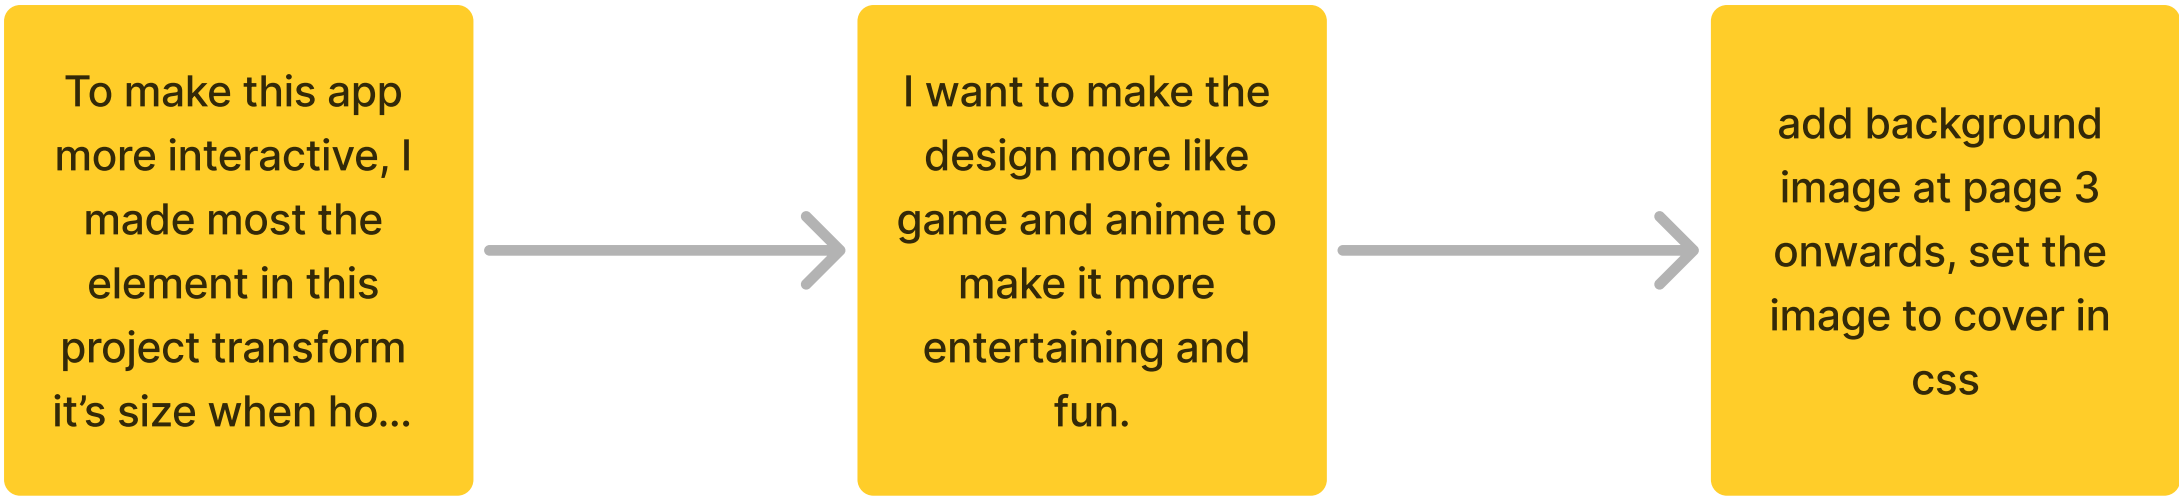 To make this app
more interactive, I
made most the
element in this
project transform
it’s size when ho...
I want to make the
design more like
game and anime to
make it more
entertaining and
fun.
add background
image at page 3
onwards, set the
image to cover in
css